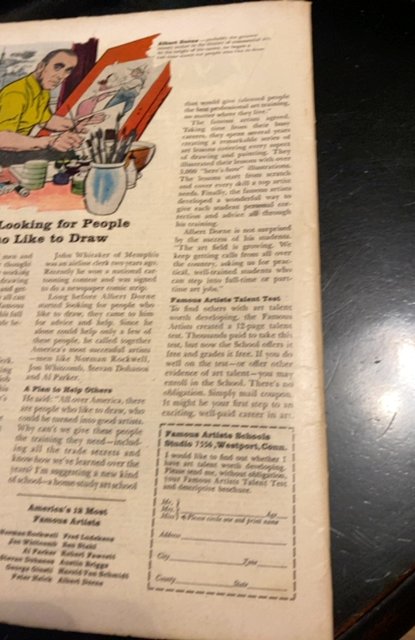 Albert Dorne
Looking for People
Like to Draw
John Whitaker of Memphis
was an airline clerk two years ago.
Recently he won a national car-
tooning contest and was signed
to do a newspaper comic strip.
Long before Albert Dorne
started looking for people who
like to draw, they came to him
for advice and help. Since he
alone could help only a few of
these people, he called together
America's most successful artists
—men like Norman Rockwell,
Jon Whitcomb, Stevan Dohanos
and Al Parker.
A Plan to Help Others
He said: "All over America, there
are people who like to draw, who
could be turned into good artists.
Why can't we give these people
the training they need—includ-
ing all the trade secrets and
know how we've learned over the
years? I'm suggesting a new kind
of school—a home study art school
that would give talented people
the best professional art training,
no matter where they live."
The famous artists agreed.
Taking time from their busy
careers, they spent several years
creating a remarkable series of
art lessons covering every aspect
of drawing and painting. They
illustrated their lessons with over
5,000 "here's-how" illustrations.
The lessons start from scratch
and cover every skill a top artist
needs. Finally, the famous artists
developed a wonderful way to
give each student personal cor-
rection and advice all through
his training.
Albert Dorne is not surprised
by the success of his students.
"The art field is growing. We
keep getting calls from all over
the country, asking us for prac-
tical, well-trained students who
can step into full-time or part-
time art jobs."
Famous Artists Talent Test
To find others with art talent
worth developing, the Famous
Artists created a 12-page talent
test. Thousands paid to take this
test, but now the School offers it
free and grades it free. If you do
well on the test—or offer other
evidence of art talent—you may
enroll in the School. There's no
obligation. Simply mail coupon.
It might be your first step to an
exciting, well-paid career in art.
America's 12 Most
Famous Artists
Norman Rockwell Fred Ludekens
Jon Whitcomb Ben Stahl
Al Parker Robert Fawcett
Stevan Dohanos Austin Briggs
George Giusti Harold Von Schmidt
Peter Helck Albert Dorne
Famous Artists Schools
Studio 7556, Westport, Conn.
I would like to find out whether I
have art talent worth developing.
Please send me, without obligation,
your Famous Artists Talent Test
and descriptive brochure.
Mr.
Mrs.
Miss Age
Please circle one and print name
Address
City Zone
County State